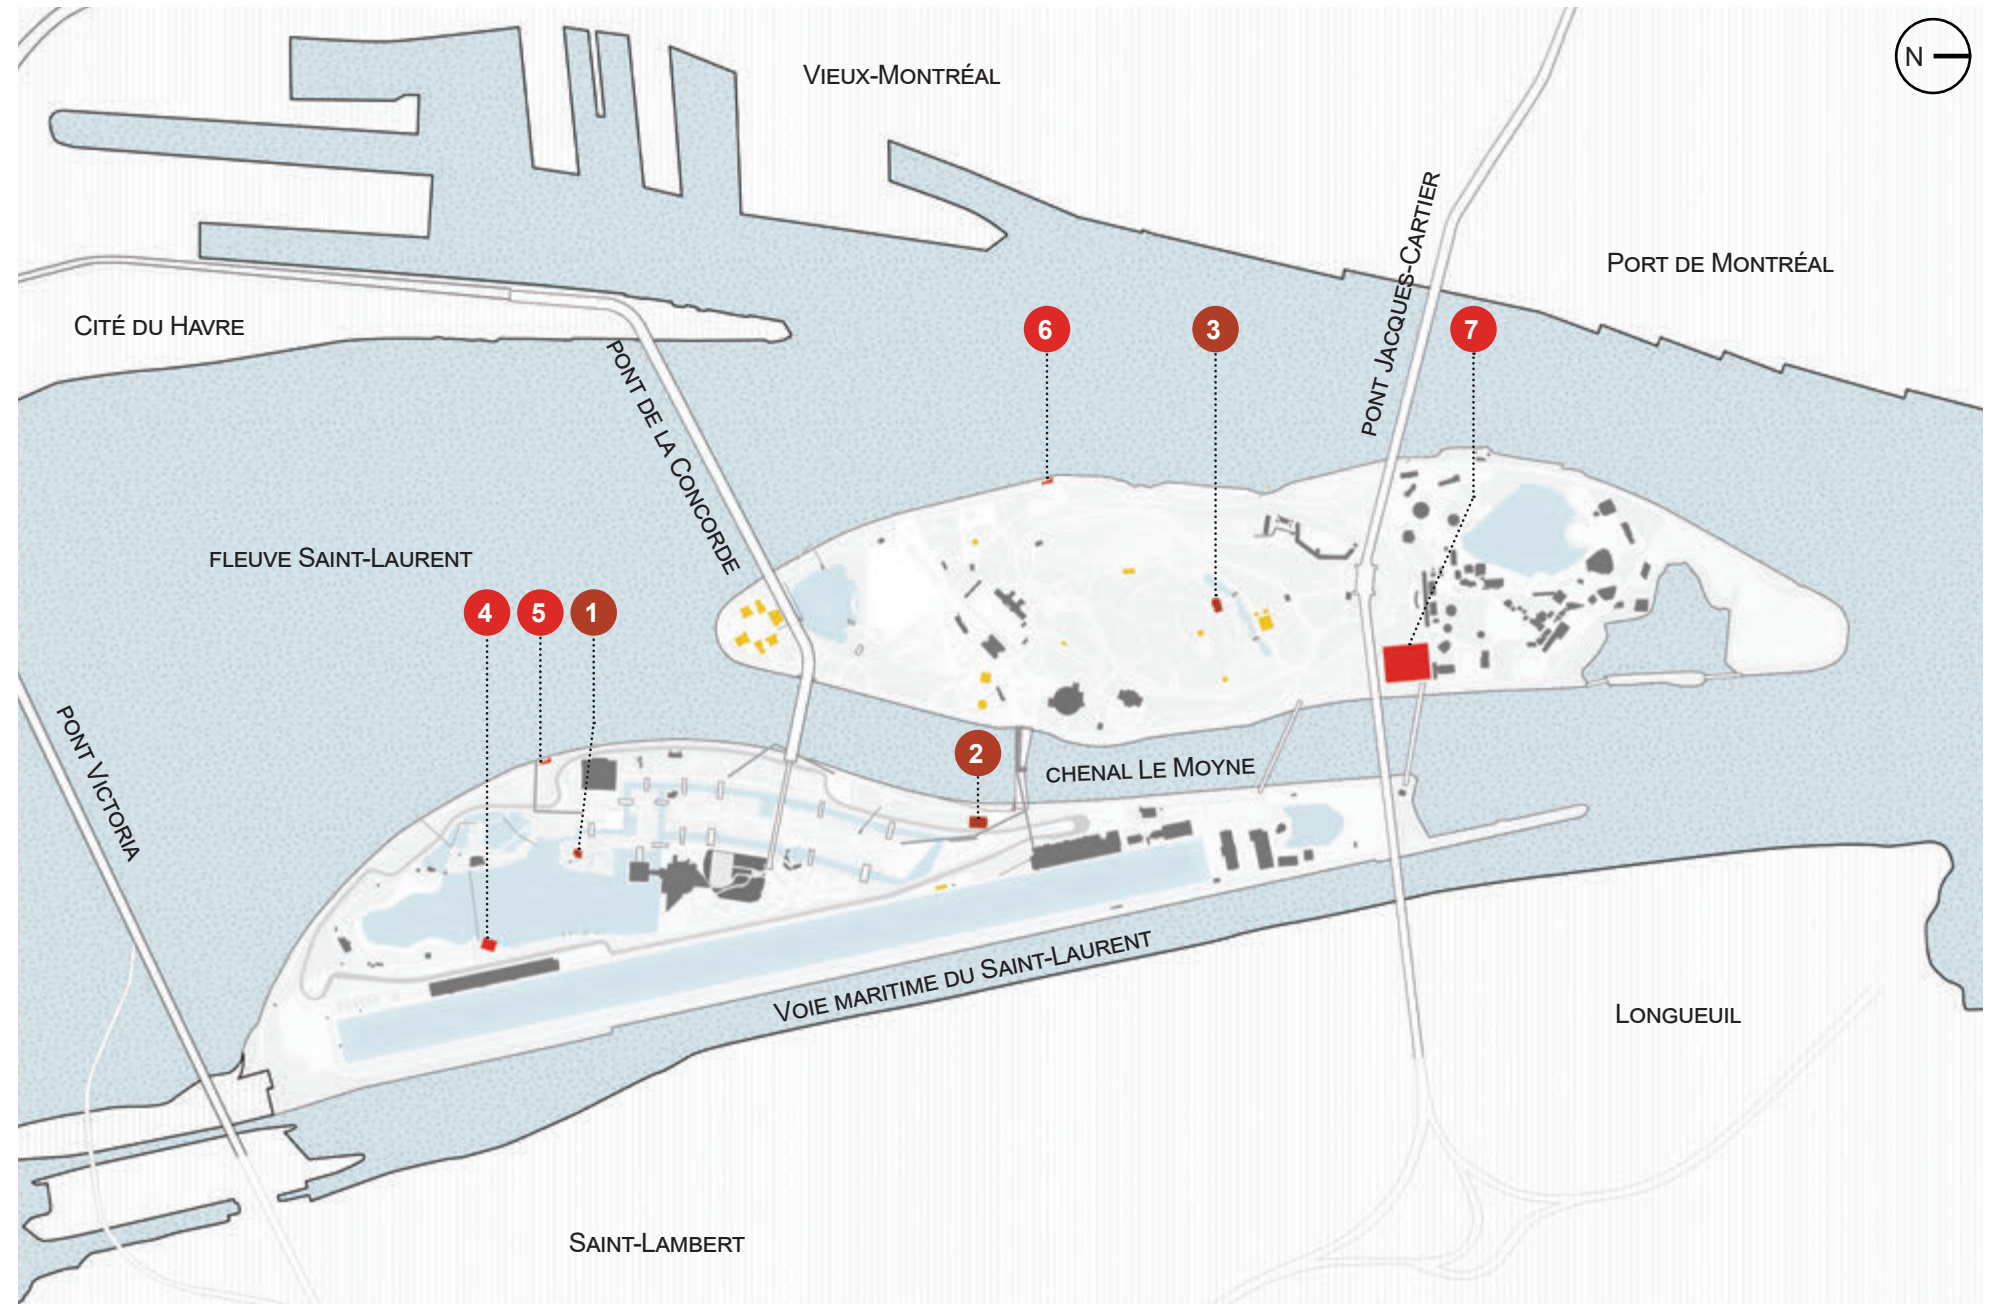 VIEUX-MONTRÉAL
N
PONT JACQUES-CARTIER
PORT DE MONTRÉAL
CITÉ DU HAVRE
6
3
7
PONT DE LA CONCORDE
FLEUVE SAINT-LAURENT
4
5
1
PONT VICTORIA
2
CHENAL LE MOYNE
VOIE MARITIME DU SAINT-LAURENT
LONGUEUIL
SAINT-LAMBERT